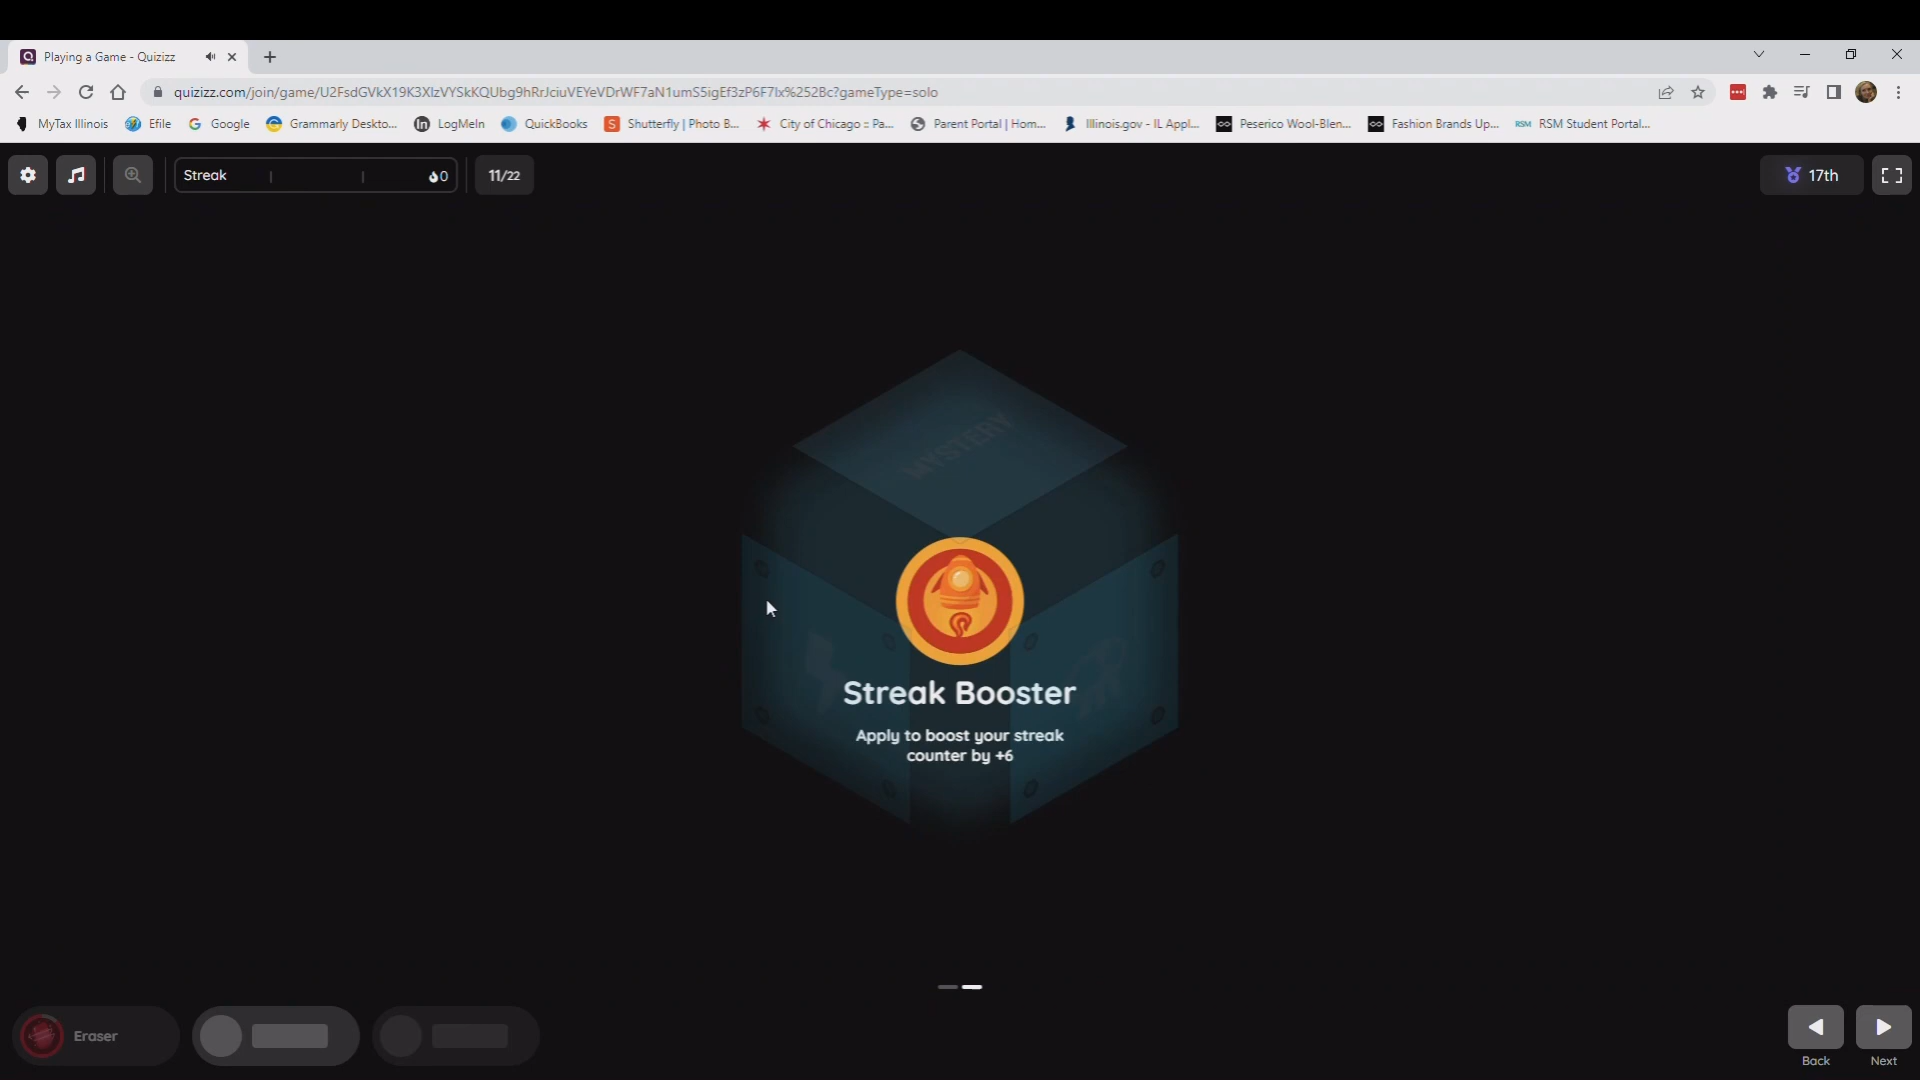 Playing a Game - Quizizz
quizizz.com/join/game/U2FsdGVkX19K3XlzVYSkKQUbg9hRrJciuVEYeVDrWF7aN1umS5igEf3zP6F7lx%252Bc?gameType=solo
MyTax Illinois Efile Google Grammarly Deskto... LogMeIn QuickBooks Shutterfly | Photo B... City of Chicago :: Pa... Parent Portal | Hom... Illinois.gov - IL Appl... Peserico Wool-Blen... Fashion Brands Up... RSM RSM Student Portal...
Streak 0 11/22 17th
MYSTERY
Streak Booster
Apply to boost your streak
counter by +6
Eraser
Back Next